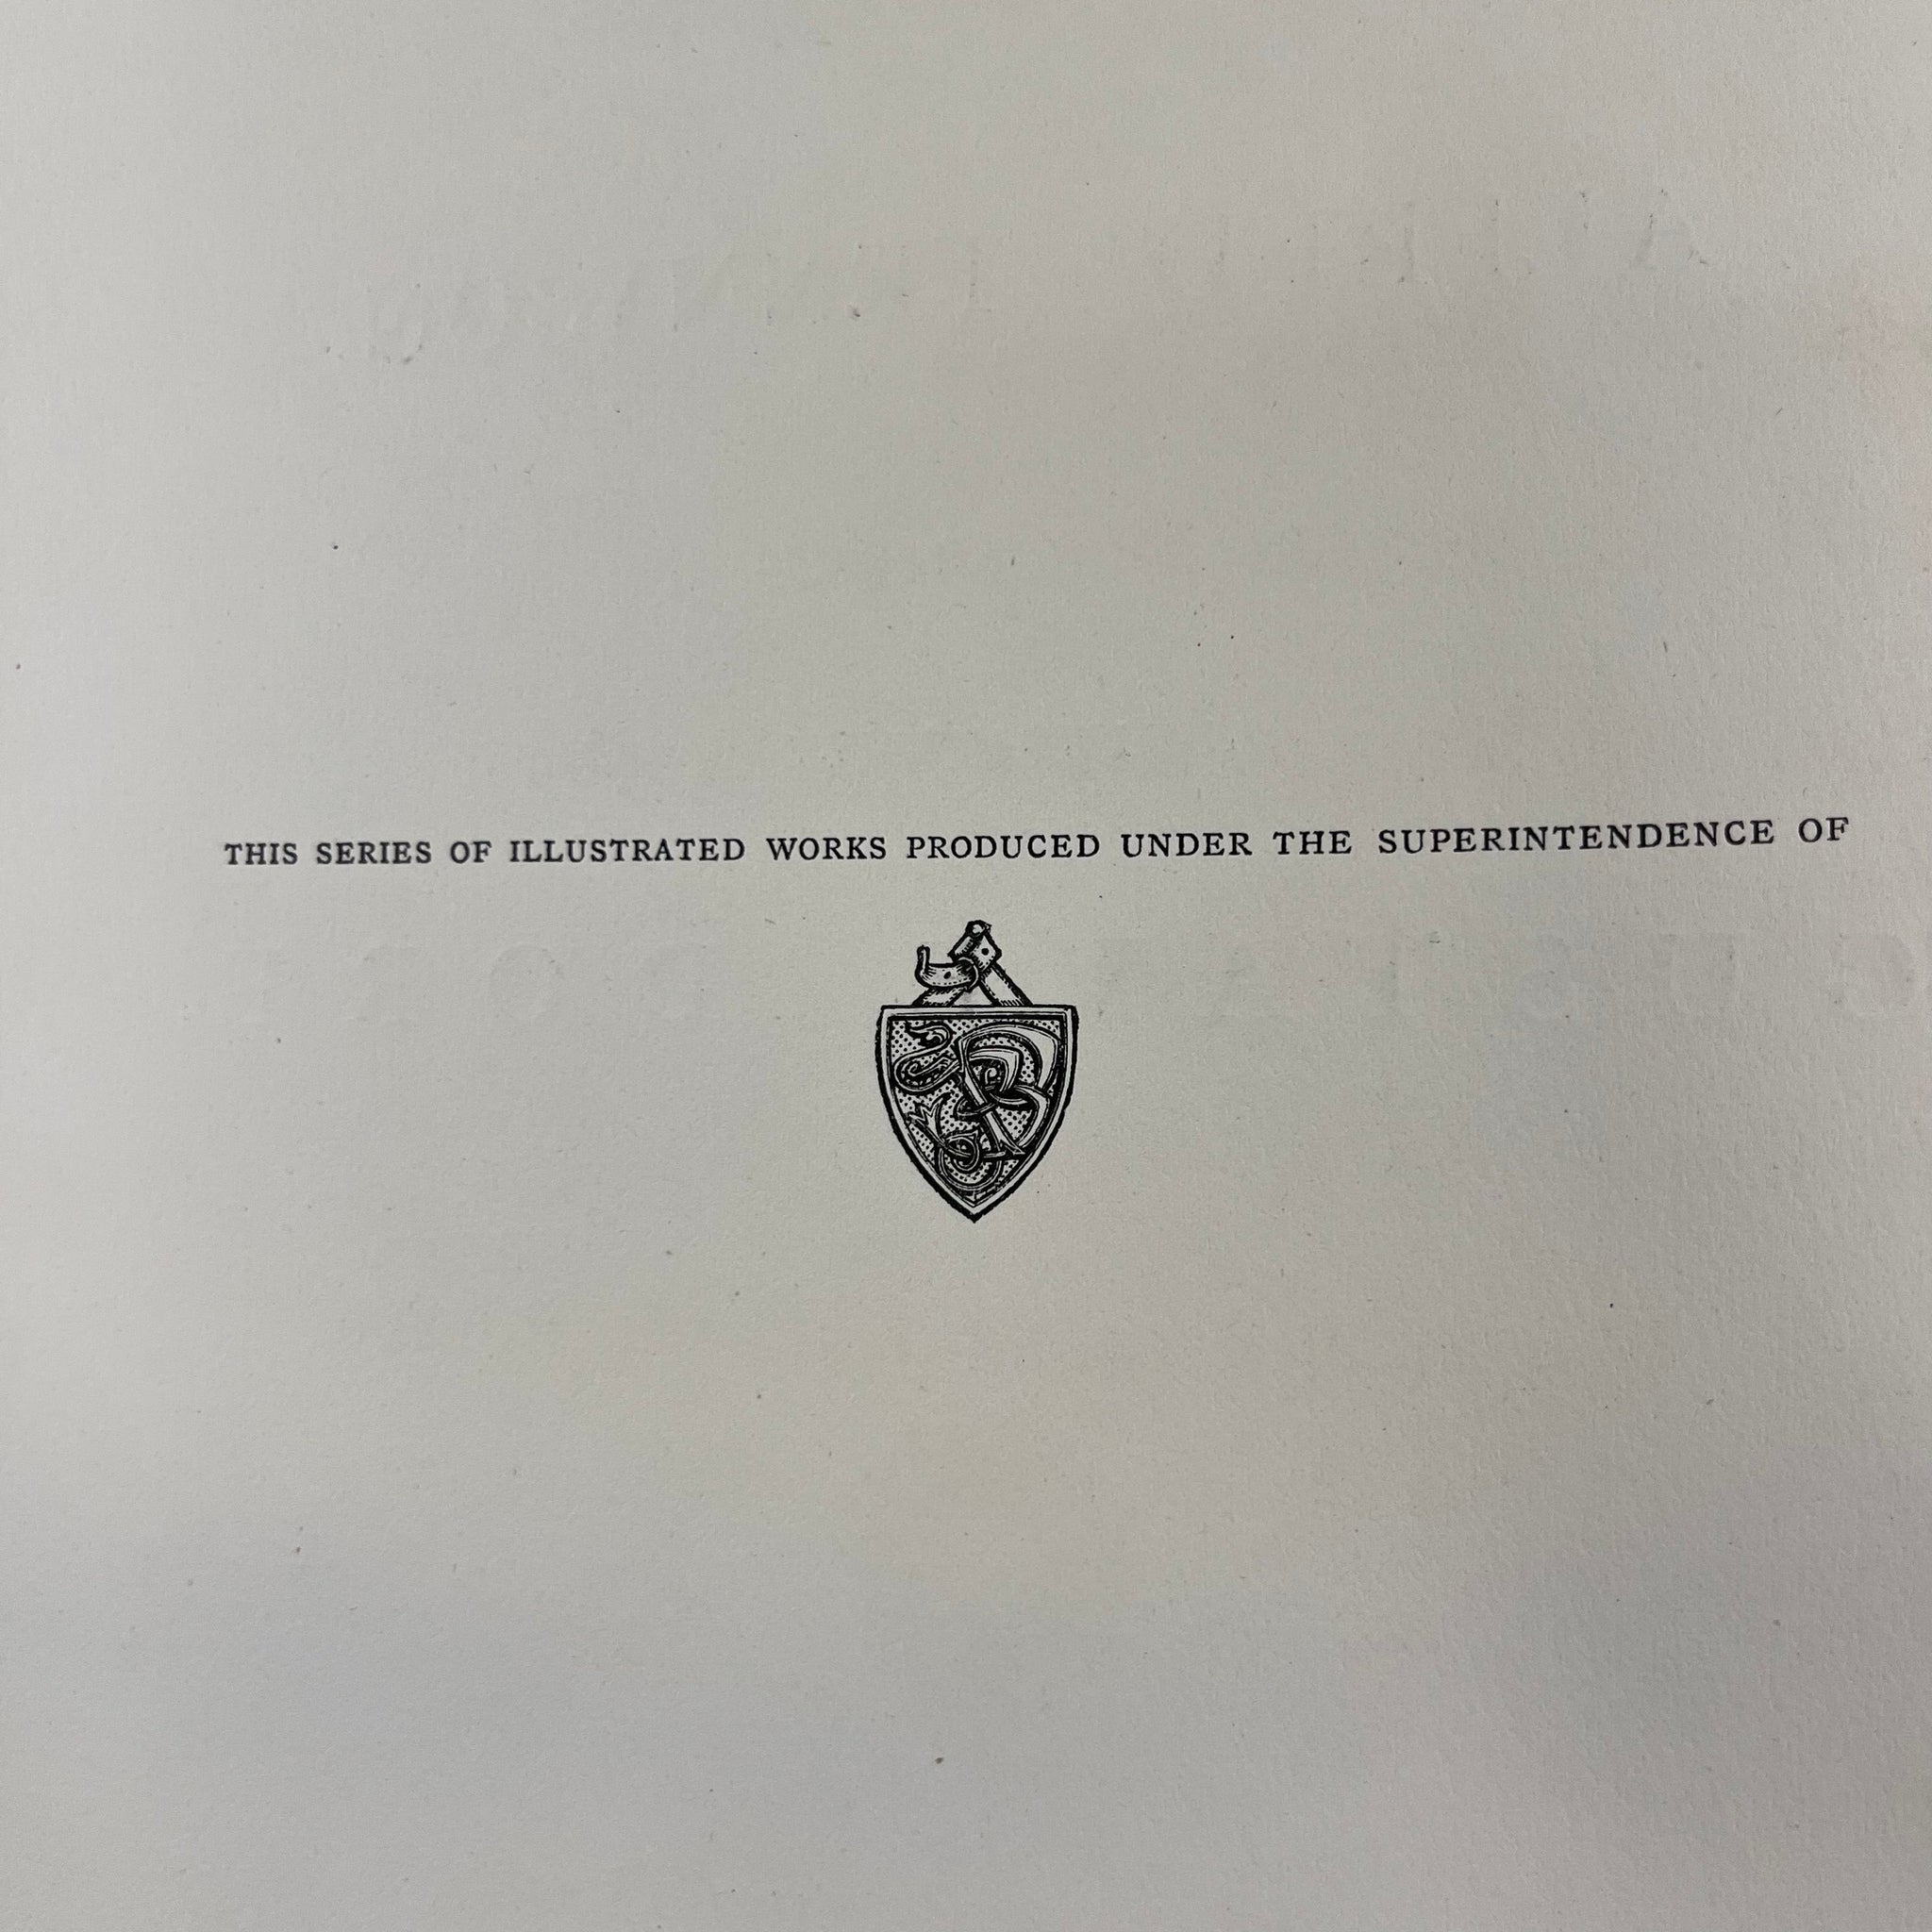 THIS SERIES OF ILLUSTRATED WORKS PRODUCED UNDER THE SUPERINTENDENCE OF